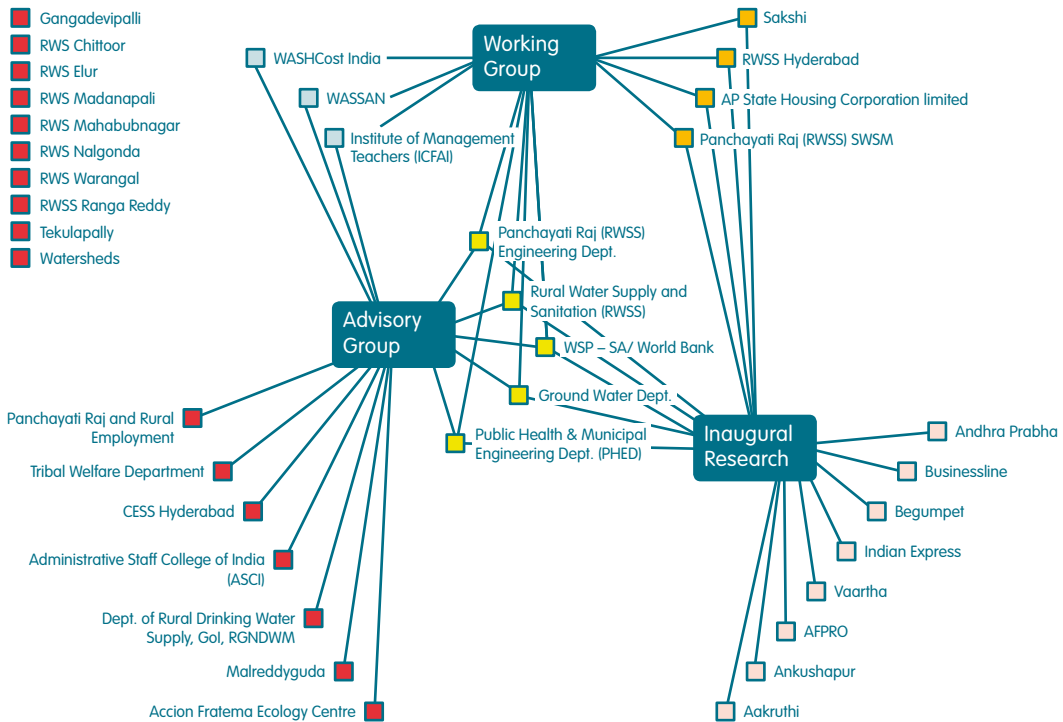 Gangadevipalli
RWS Chittoor
RWS Elur
RWS Madanapali
RWS Mahabubnagar
RWS Nalgonda
RWS Warangal
RWSS Ranga Reddy
Tekulapally
Watersheds
WASHCost India
WASSAN
Institute of Management
Teachers (ICFAI)
Working
Group
Sakshi
RWSS Hyderabad
AP State Housing Corporation limited
Panchayati Raj (RWSS) SWSM
Panchayati Raj (RWSS)
Engineering Dept.
Rural Water Supply and
Sanitation (RWSS)
WSP – SA/ World Bank
Ground Water Dept.
Public Health & Municipal
Engineering Dept. (PHED)
Advisory
Group
Panchayati Raj and Rural
Employment
Tribal Welfare Department
CESS Hyderabad
Administrative Staff College of India
(ASCI)
Dept. of Rural Drinking Water
Supply, GoI, RGNDWM
Malreddyguda
Accion Fraterna Ecology Centre
Inaugural
Research
Andhra Prabha
Businessline
Begumpet
Indian Express
Vaartha
AFPRO
Ankushapur
Aakruthi